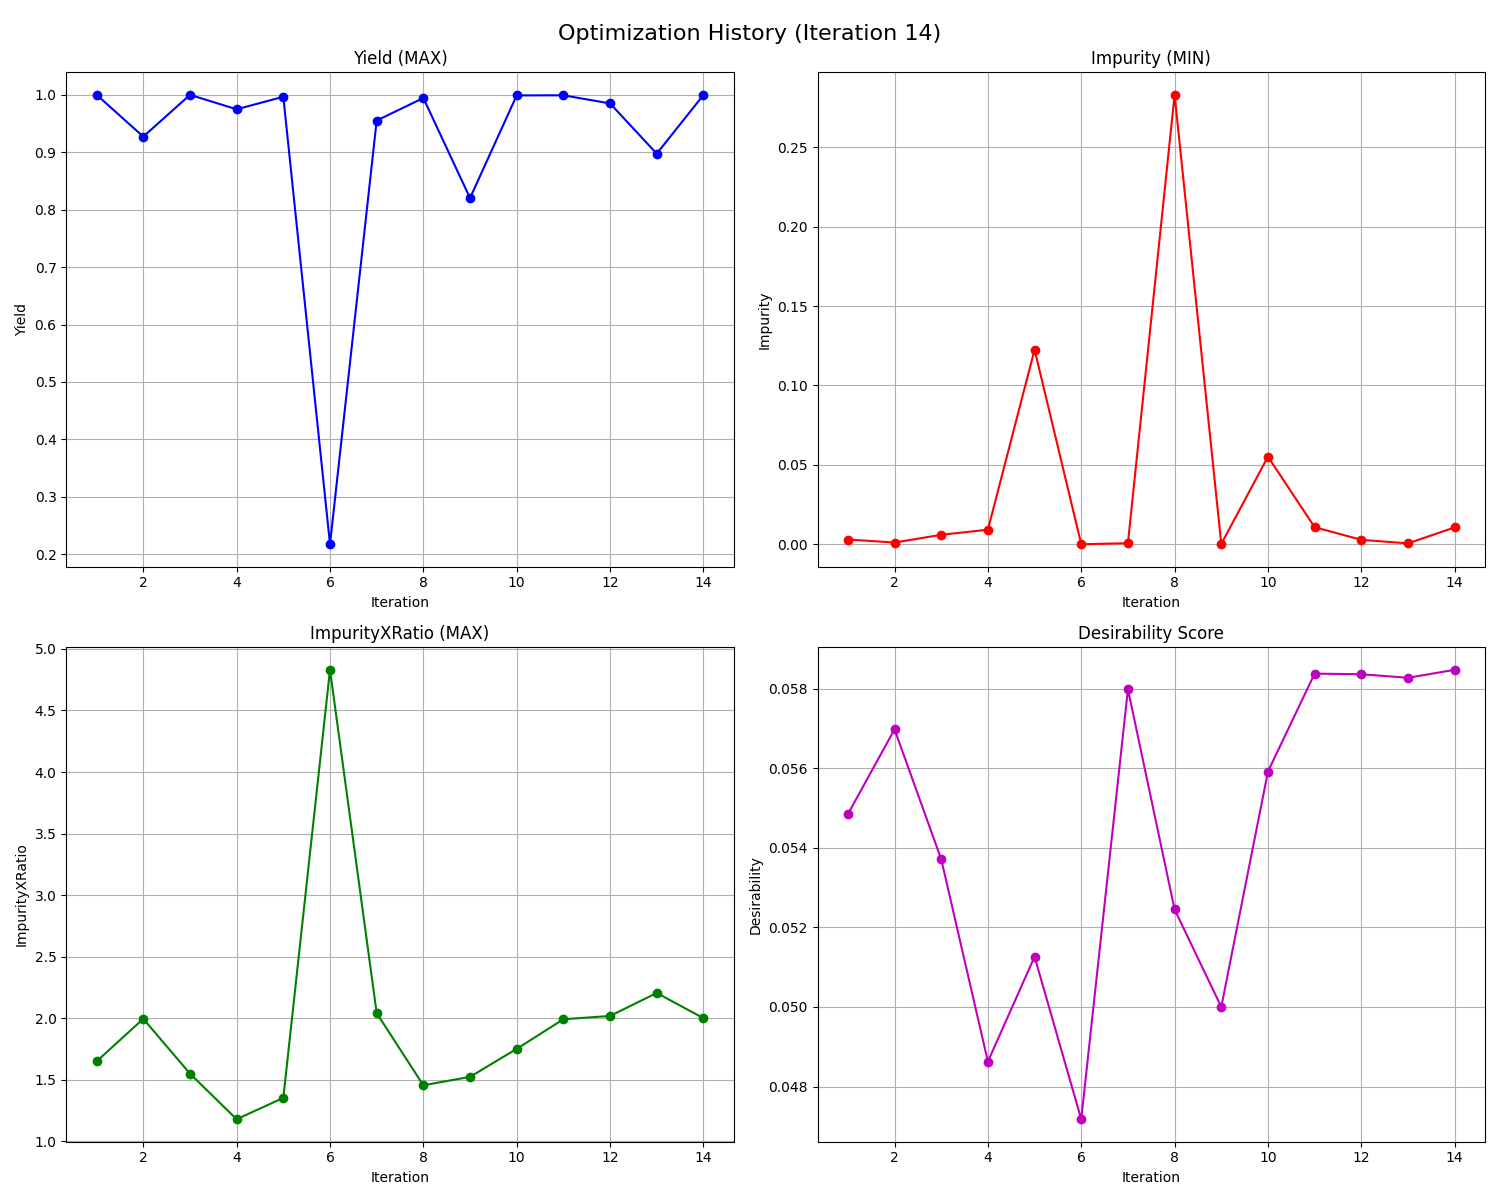 Optimization History (Iteration 14)
Yield (MAX)
Yield
1.0
0.9
0.8
0.7
0.6
0.5
0.4
0.3
0.2
2 4 6 8 10 12 14
Iteration
Impurity (MIN)
Impurity
0.25
0.20
0.15
0.10
0.05
0.00
2 4 6 8 10 12 14
Iteration
ImpurityXRatio (MAX)
ImpurityXRatio
5.0
4.5
4.0
3.5
3.0
2.5
2.0
1.5
1.0
2 4 6 8 10 12 14
Iteration
Desirability Score
Desirability
0.058
0.056
0.054
0.052
0.050
0.048
2 4 6 8 10 12 14
Iteration